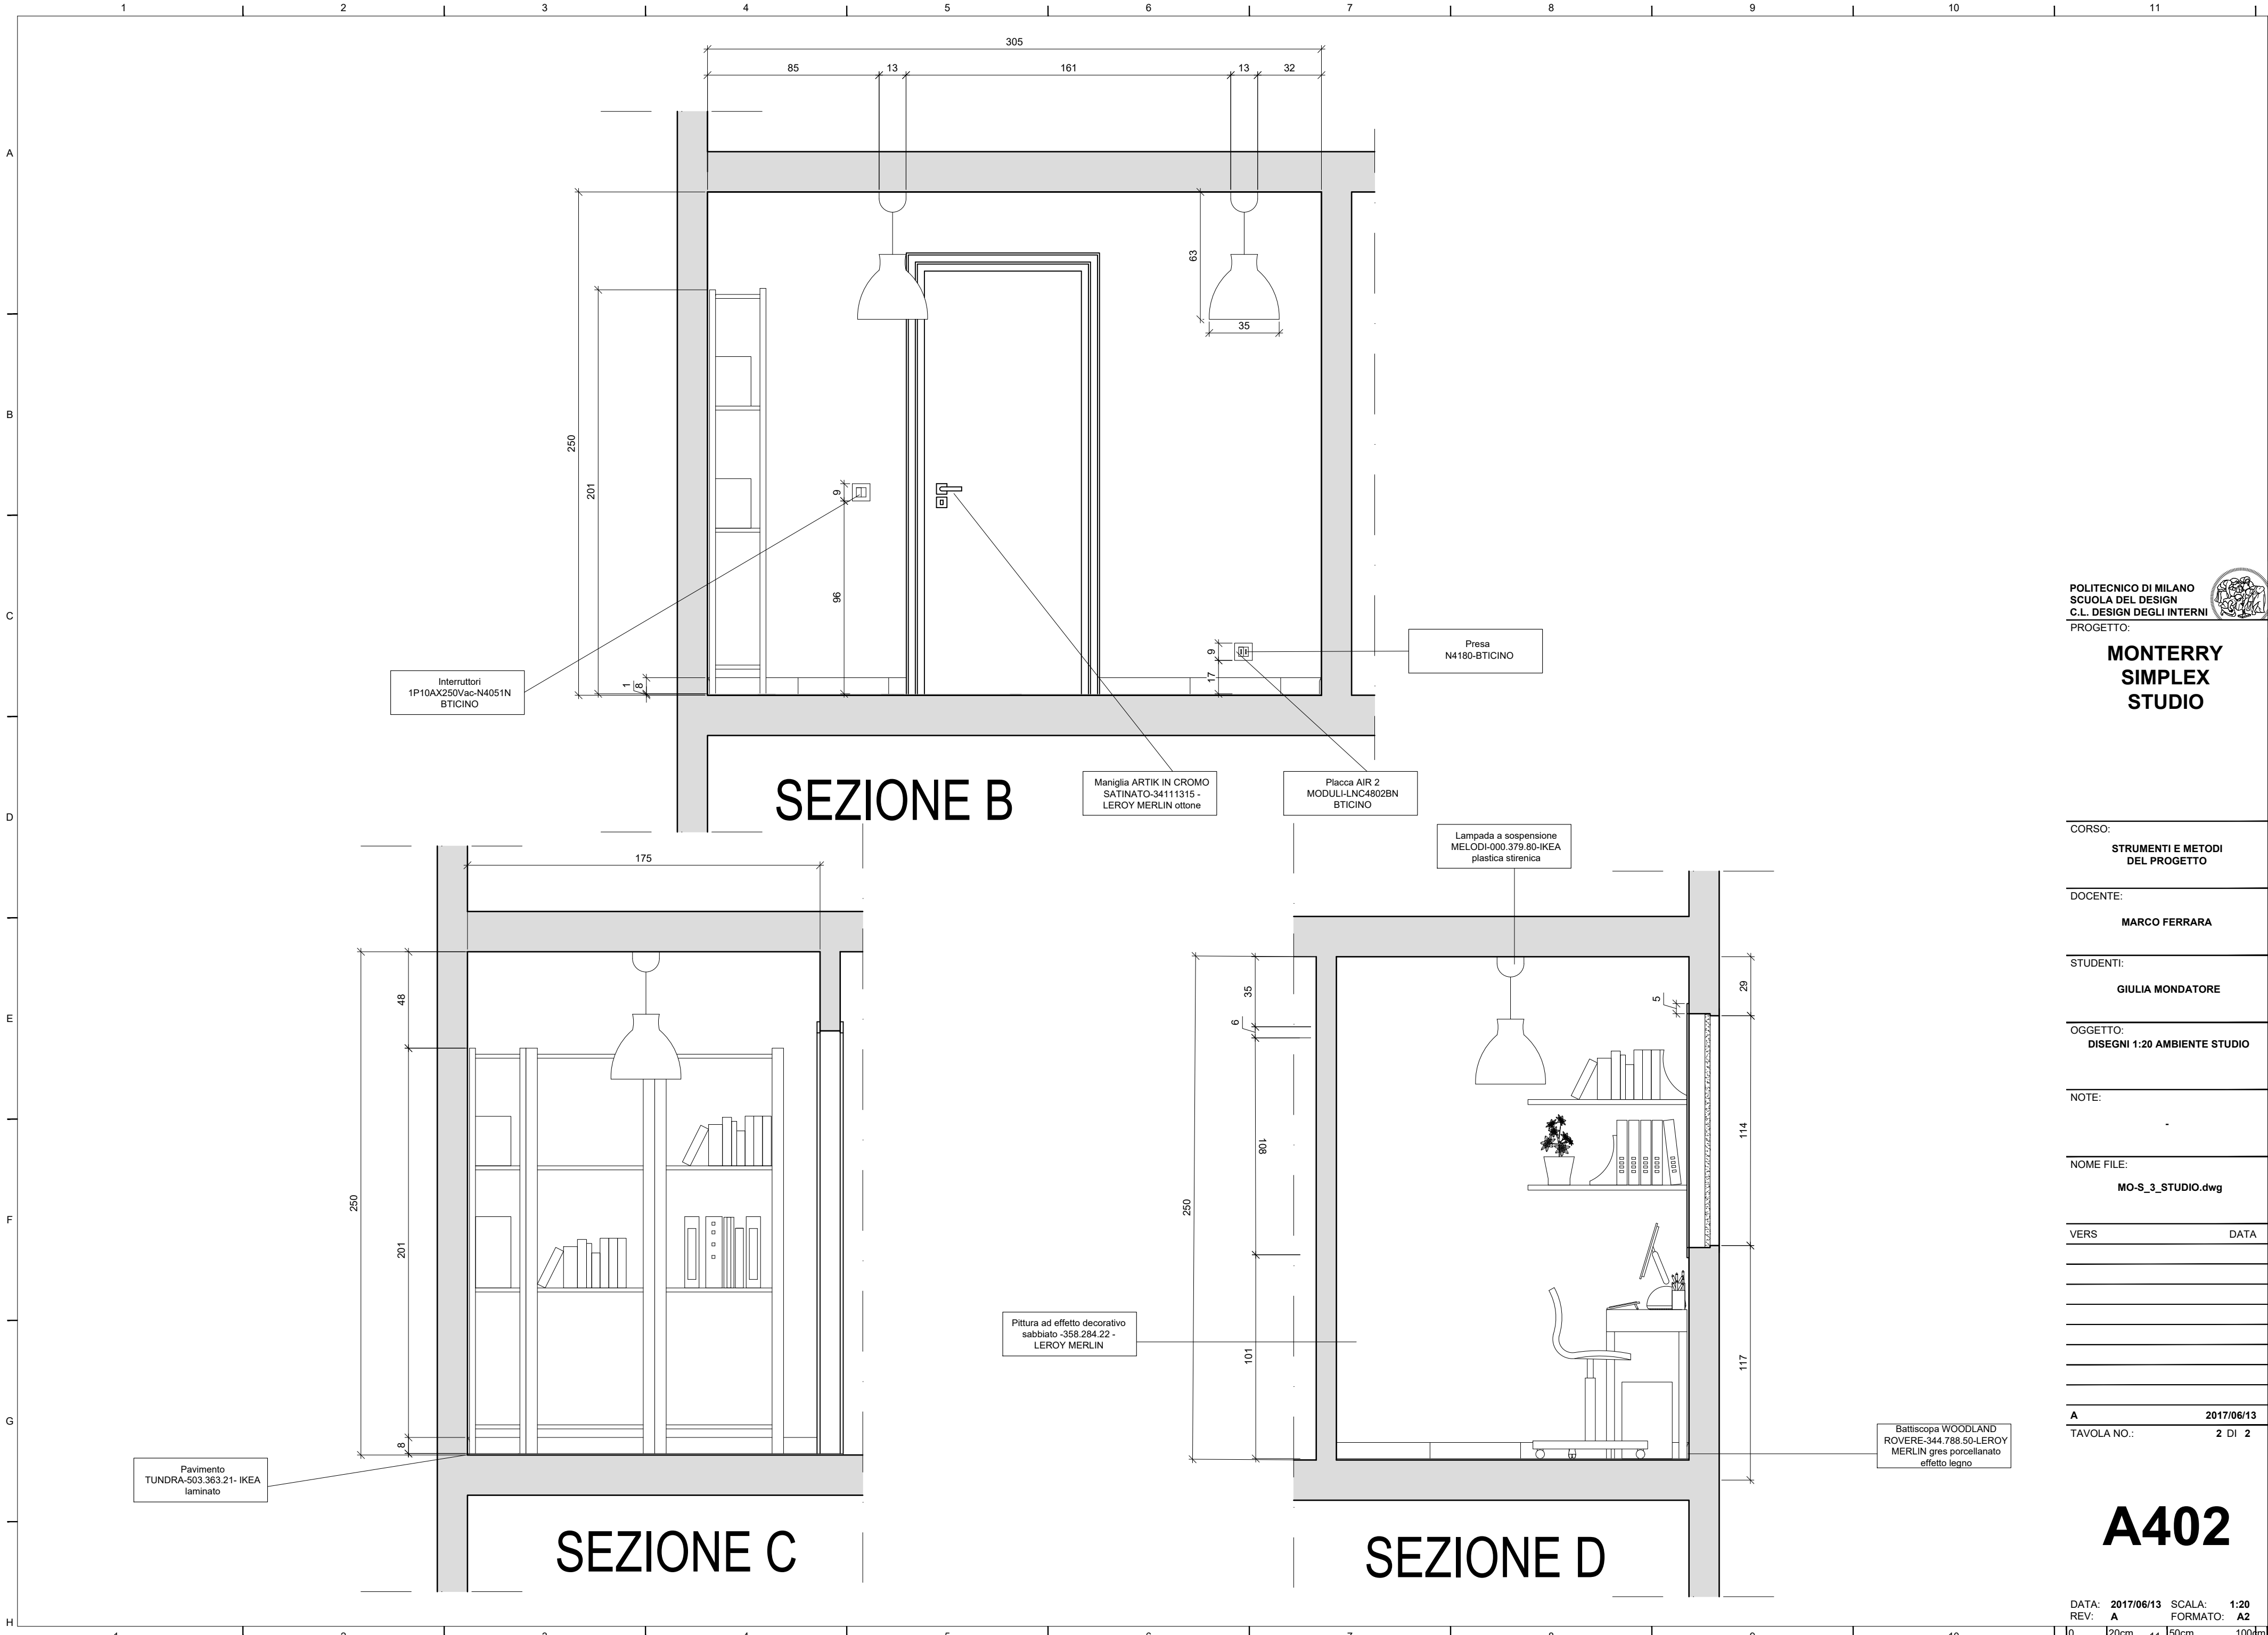 1 2 3 4 5 6 7 8 9 10 11
A
B
C
D
E
F
G
H
305
85 13 161 13 32
250
201
1
8
9
96
63
35
9
17
Interruttori
1P10AX250Vac-N4051N
BTICINO
Presa
N4180-BTICINO
Maniglia ARTIK IN CROMO
SATINATO-34111315 -
LEROY MERLIN ottone
Placca AIR 2
MODULI-LNC4802BN
BTICINO
SEZIONE B
175
48
250
201
8
Pavimento
TUNDRA-503.363.21- IKEA
laminato
SEZIONE C
Lampada a sospensione
MELODI-000.379.80-IKEA
plastica stirenica
35
6
108
250
101
5
29
114
117
Pittura ad effetto decorativo
sabbiato -358.284.22 -
LEROY MERLIN
Battiscopa WOODLAND
ROVERE-344.788.50-LEROY
MERLIN gres porcellanato
effetto legno
SEZIONE D
POLITECNICO DI MILANO
SCUOLA DEL DESIGN
C.L. DESIGN DEGLI INTERNI
PROGETTO:
MONTERRY
SIMPLEX
STUDIO
CORSO:
STRUMENTI E METODI
DEL PROGETTO
DOCENTE:
MARCO FERRARA
STUDENTI:
GIULIA MONDATORE
OGGETTO:
DISEGNI 1:20 AMBIENTE STUDIO
NOTE:
-
NOME FILE:
MO-S_3_STUDIO.dwg
VERS DATA
A 2017/06/13
TAVOLA NO.: 2 DI 2
A402
DATA: 2017/06/13 SCALA: 1:20
REV: A FORMATO: A2
0 20cm 50cm 100cm